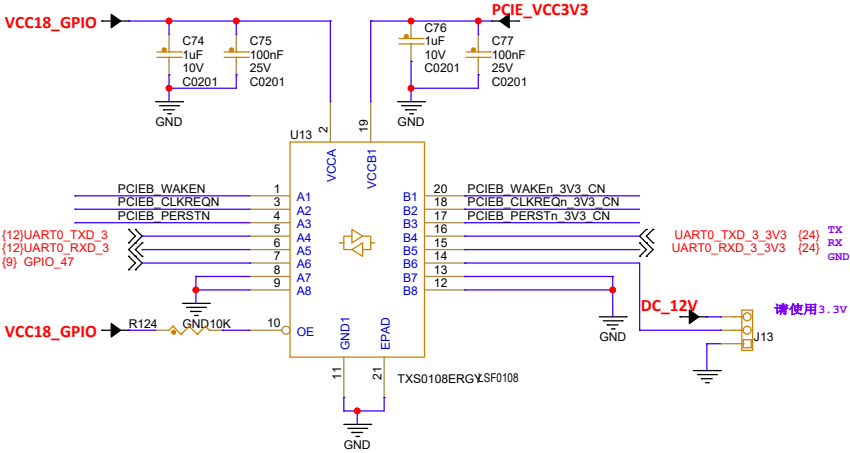 VCC18_GPIO
PCIE_VCC3V3
C74
1uF
10V
C0201
C75
100nF
25V
C0201
C76
1uF
10V
C0201
C77
100nF
25V
C0201
GND
GND
U13
2
19
VCCA
VCCB1
PCIEB_WAKEN 1 A1
PCIEB_CLKREQN 3 A2
PCIEB_PERSTN 4 A3
{12}UART0_TXD_3 5 A4
{12}UART0_RXD_3 6 A5
{9} GPIO_47 7 A6
8 A7
9 A8
B1 20 PCIEB_WAKEn_3V3_CN
B2 18 PCIEB_CLKREQn_3V3_CN
B3 17 PCIEB_PERSTn_3V3_CN
B4 16 UART0_TXD_3_3V3 {24} TX
B5 15 UART0_RXD_3_3V3 {24} RX
B6 14 GND
B7 13
B8 12
VCC18_GPIO R124 GND10K 10 OE
GND
DC_12V
请使用3.3V
J13
GND1
EPAD
11
21
TXS0108ERGY LSF0108
GND